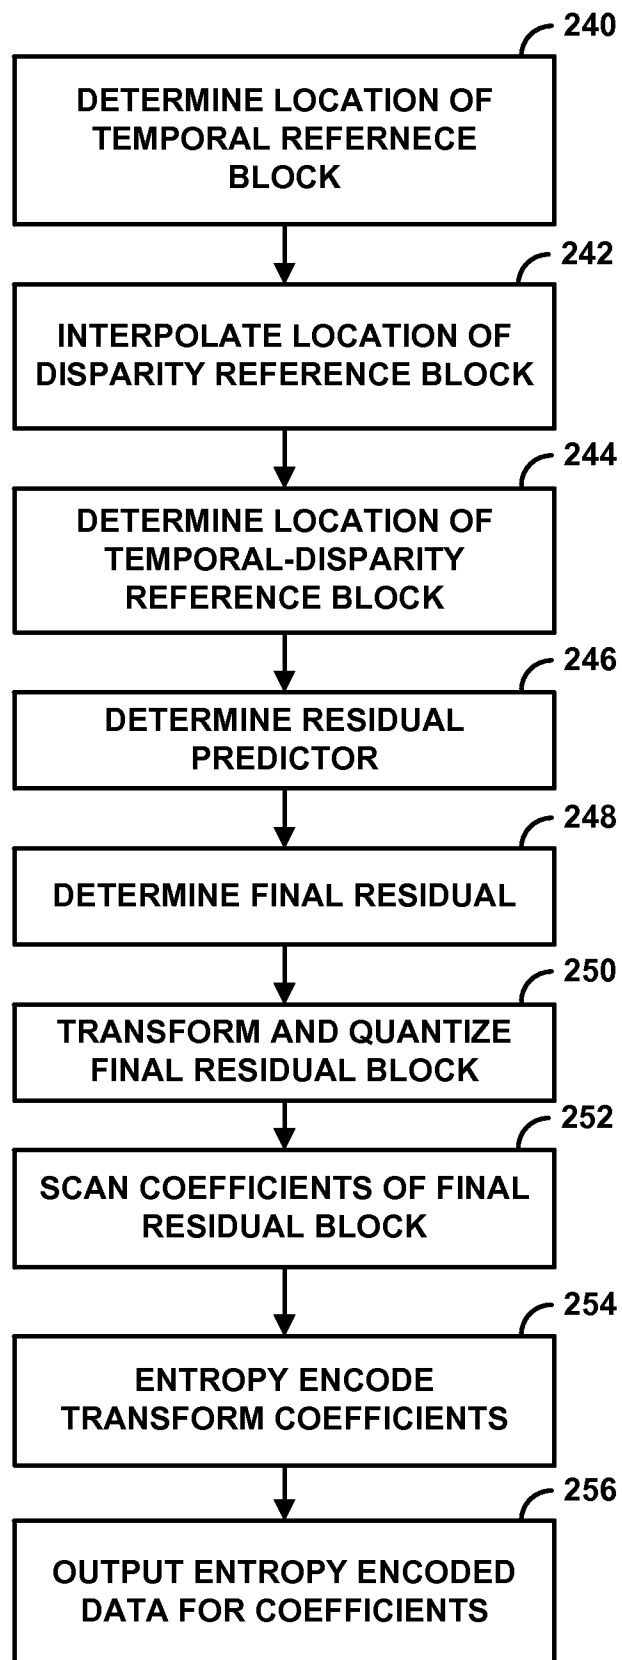 240
DETERMINE LOCATION OF
TEMPORAL REFERNECE
BLOCK
242
INTERPOLATE LOCATION OF
DISPARITY REFERENCE BLOCK
244
DETERMINE LOCATION OF
TEMPORAL-DISPARITY
REFERENCE BLOCK
246
DETERMINE RESIDUAL
PREDICTOR
248
DETERMINE FINAL RESIDUAL
250
TRANSFORM AND QUANTIZE
FINAL RESIDUAL BLOCK
252
SCAN COEFFICIENTS OF FINAL
RESIDUAL BLOCK
254
ENTROPY ENCODE
TRANSFORM COEFFICIENTS
256
OUTPUT ENTROPY ENCODED
DATA FOR COEFFICIENTS